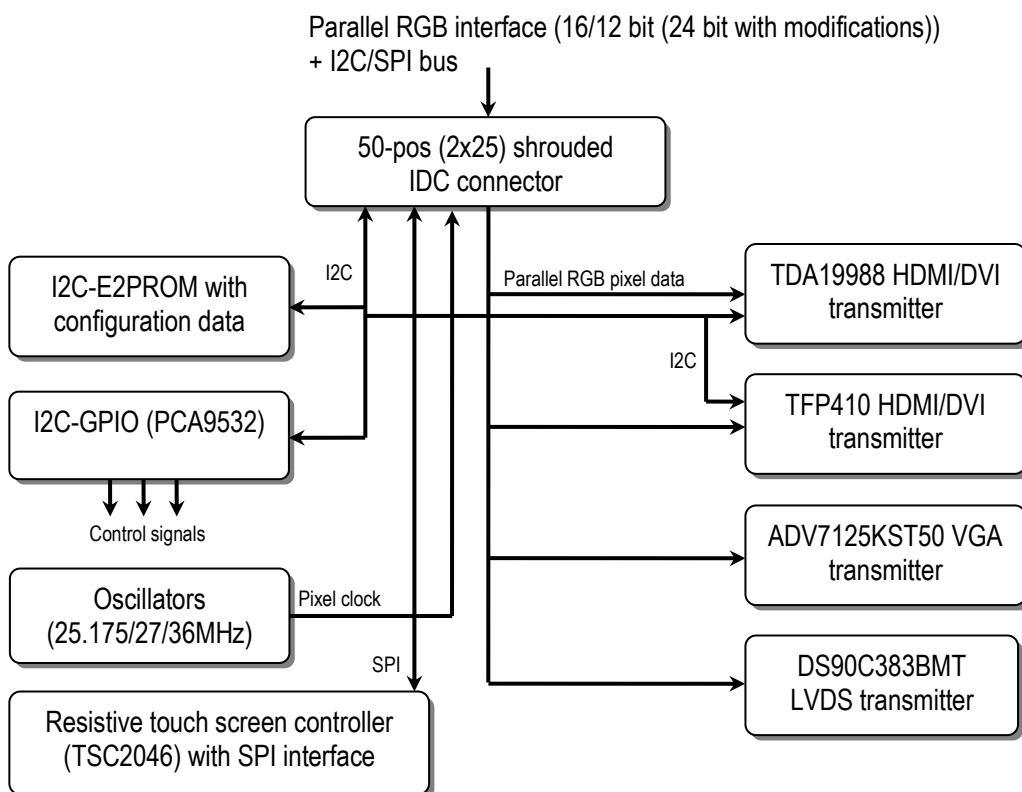 Parallel RGB interface (16/12 bit (24 bit with modifications))
+ I2C/SPI bus
50-pos (2x25) shrouded
IDC connector
I2C
Parallel RGB pixel data
I2C-E2PROM with
configuration data
TDA19988 HDMI/DVI
transmitter
I2C
I2C-GPIO (PCA9532)
TFP410 HDMI/DVI
transmitter
Control signals
ADV7125KST50 VGA
transmitter
Oscillators
(25.175/27/36MHz)
Pixel clock
SPI
DS90C383BMT
LVDS transmitter
Resistive touch screen controller
(TSC2046) with SPI interface